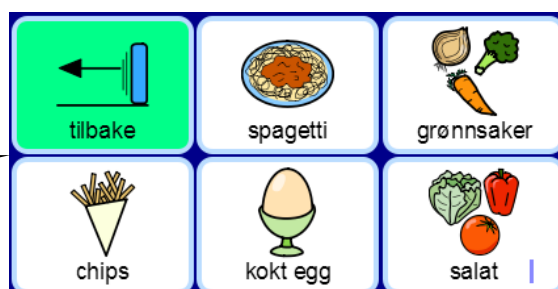 tilbake
spagetti
grønnsaker
chips
kokt egg
salat